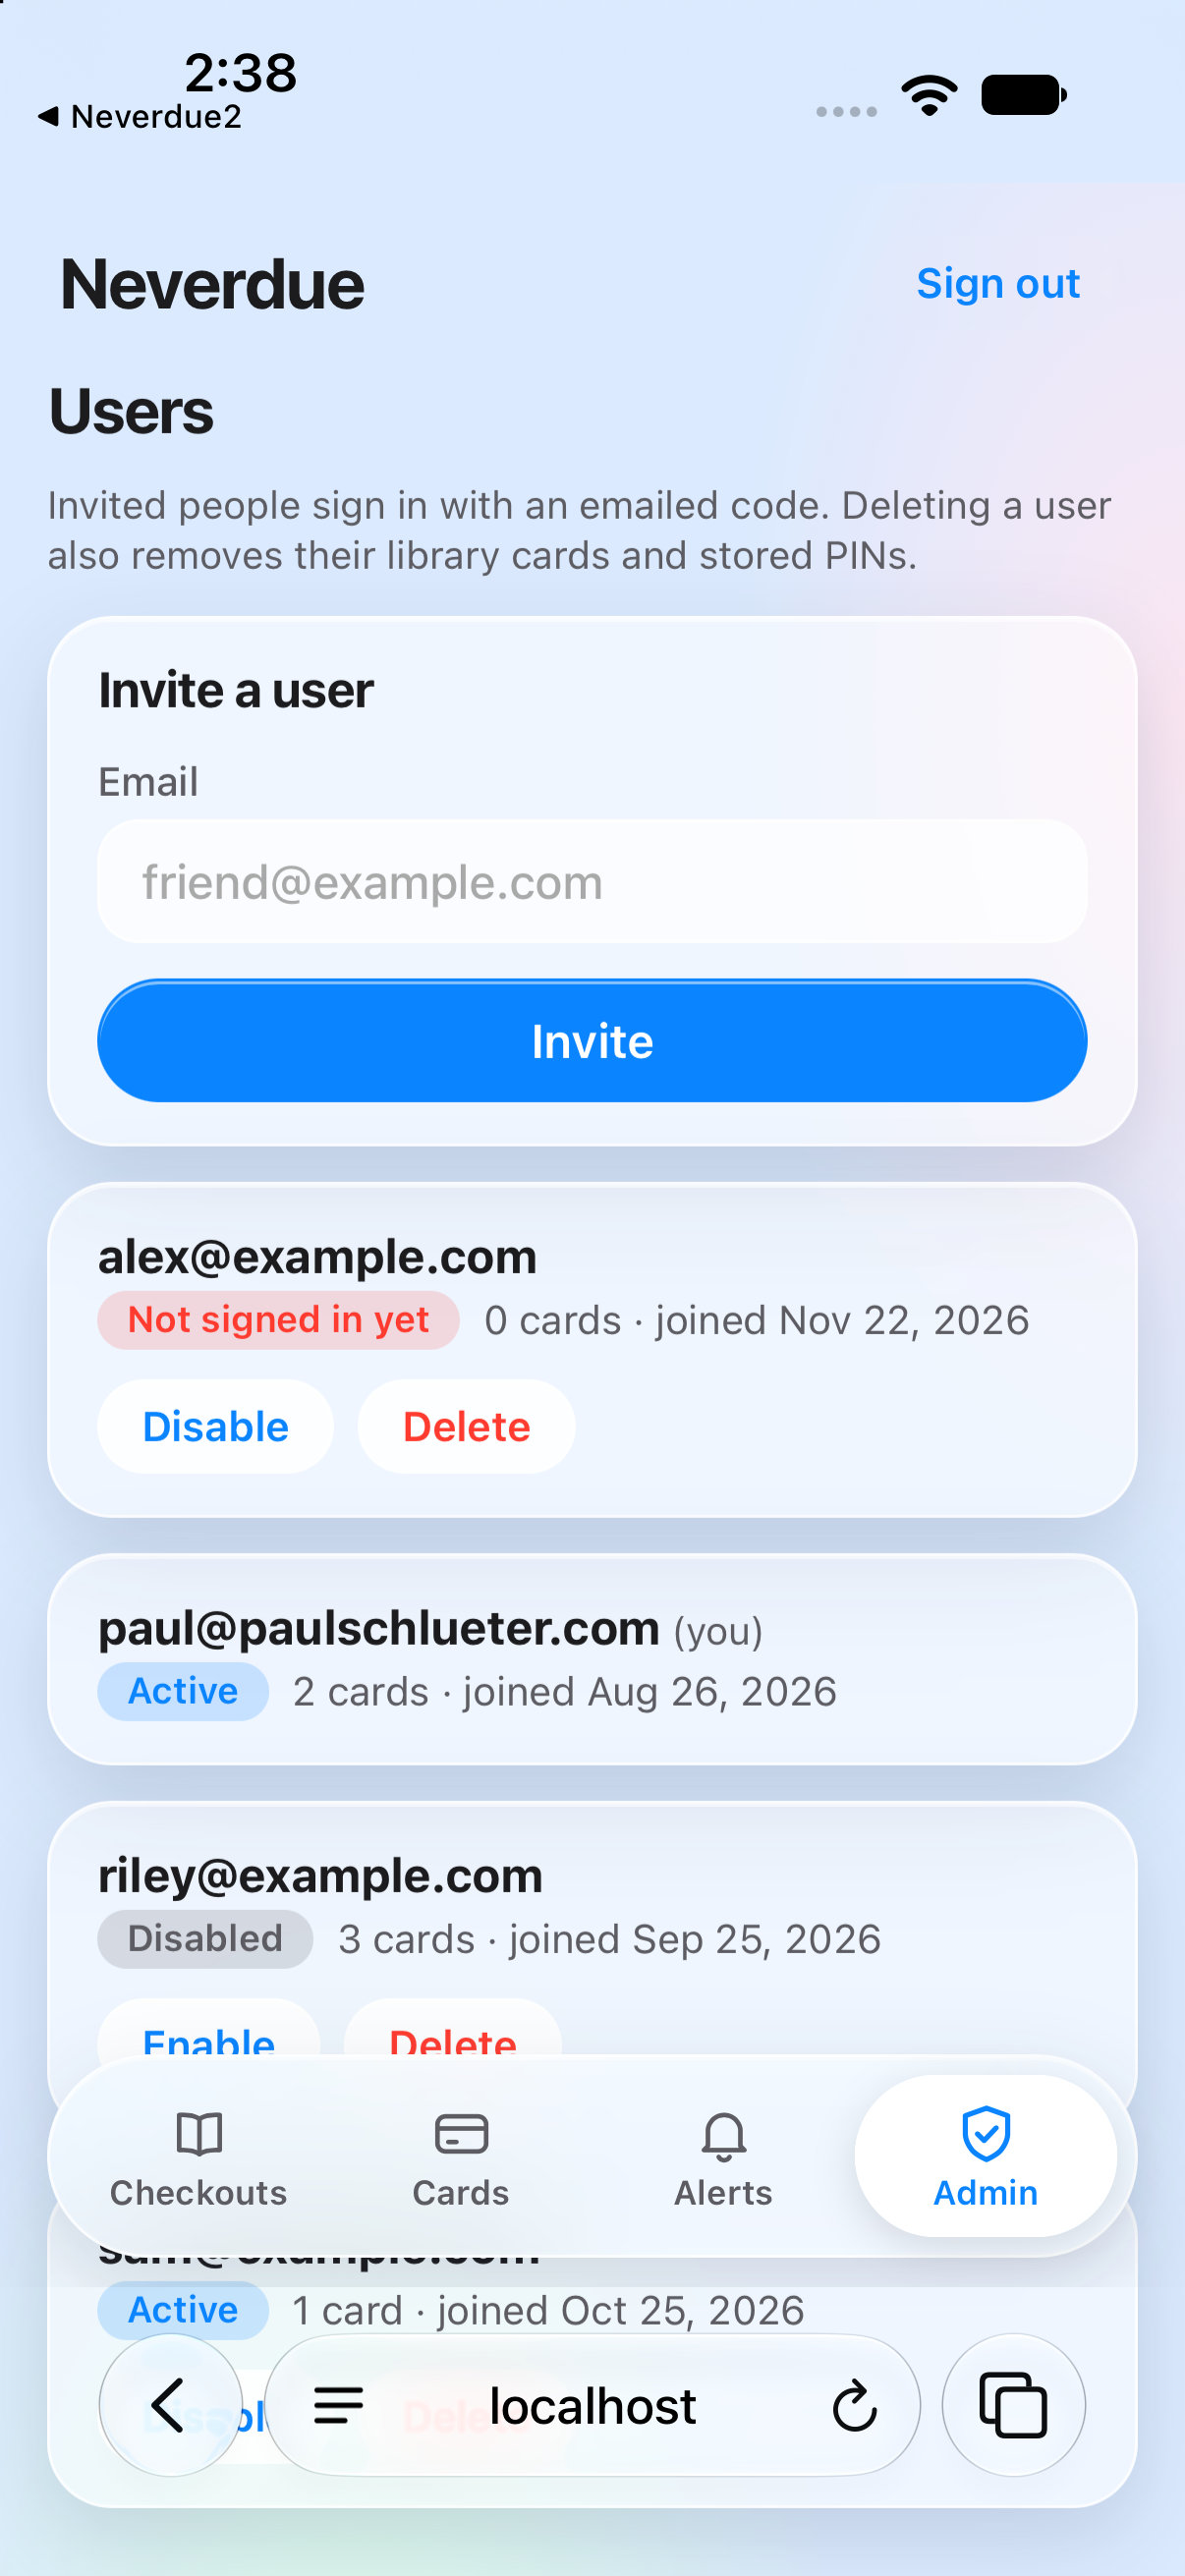 2:38
◀ Neverdue2
Neverdue
Sign out
Users
Invited people sign in with an emailed code. Deleting a user
also removes their library cards and stored PINs.
Invite a user
Email
friend@example.com
Invite
alex@example.com
Not signed in yet 0 cards · joined Nov 22, 2026
Disable Delete
paul@paulschlueter.com (you)
Active 2 cards · joined Aug 26, 2026
riley@example.com
Disabled 3 cards · joined Sep 25, 2026
Enable Delete
Checkouts Cards Alerts Admin
sam@example.com
Active 1 card · joined Oct 25, 2026
Delete
localhost